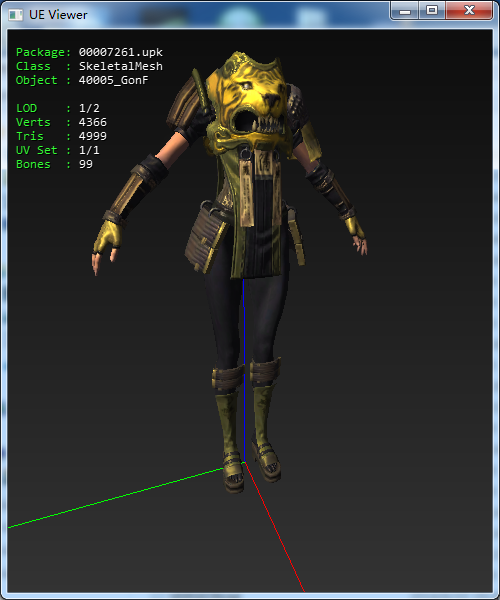 UE Viewer
Package: 00007261.upk
Class : SkeletalMesh
Object : 40005_GonF
LOD : 1/2
Verts : 4366
Tris : 4999
UV Set : 1/1
Bones : 99